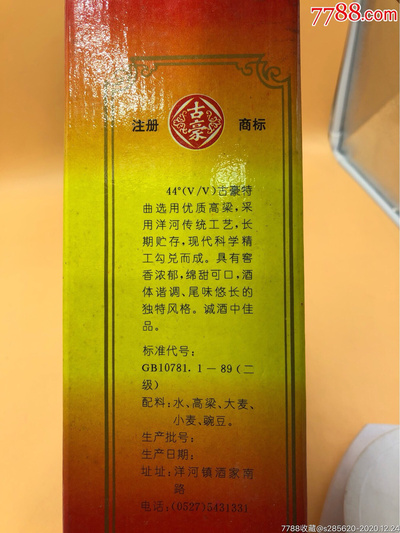 7788.com
注册 古豪 商标
44°(V/V)古豪特
曲选用优质高梁,采
用洋河传统工艺,长
期贮存,现代科学精
工勾兑而成。具有窖
香浓郁,绵甜可口,酒
体谐调、尾味悠长的
独特风格。诚酒中佳
品。
标准代号:
GB10781.1-89(二
级)
配料:水、高梁、大麦、
小麦、豌豆。
生产批号:
生产日期:
址址:洋河镇酒家南
路
电话:(0527)5431331
7788收藏@s285620-2020.12.24